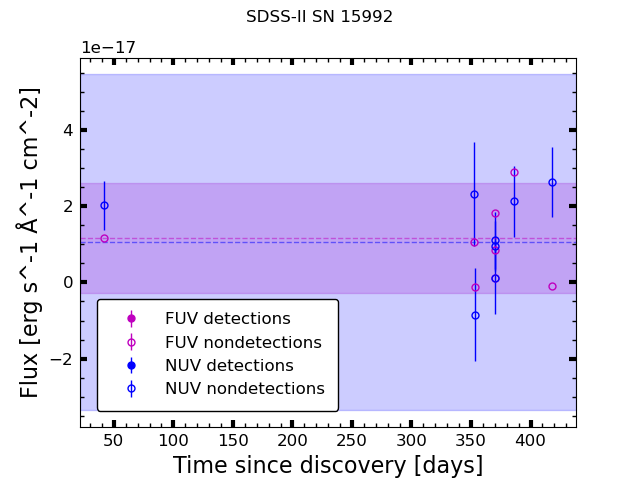 SDSS-II SN 15992
1e−17
Flux [erg s^-1 Å^-1 cm^-2]
4
2
0
−2
FUV detections
FUV nondetections
NUV detections
NUV nondetections
50 100 150 200 250 300 350 400
Time since discovery [days]